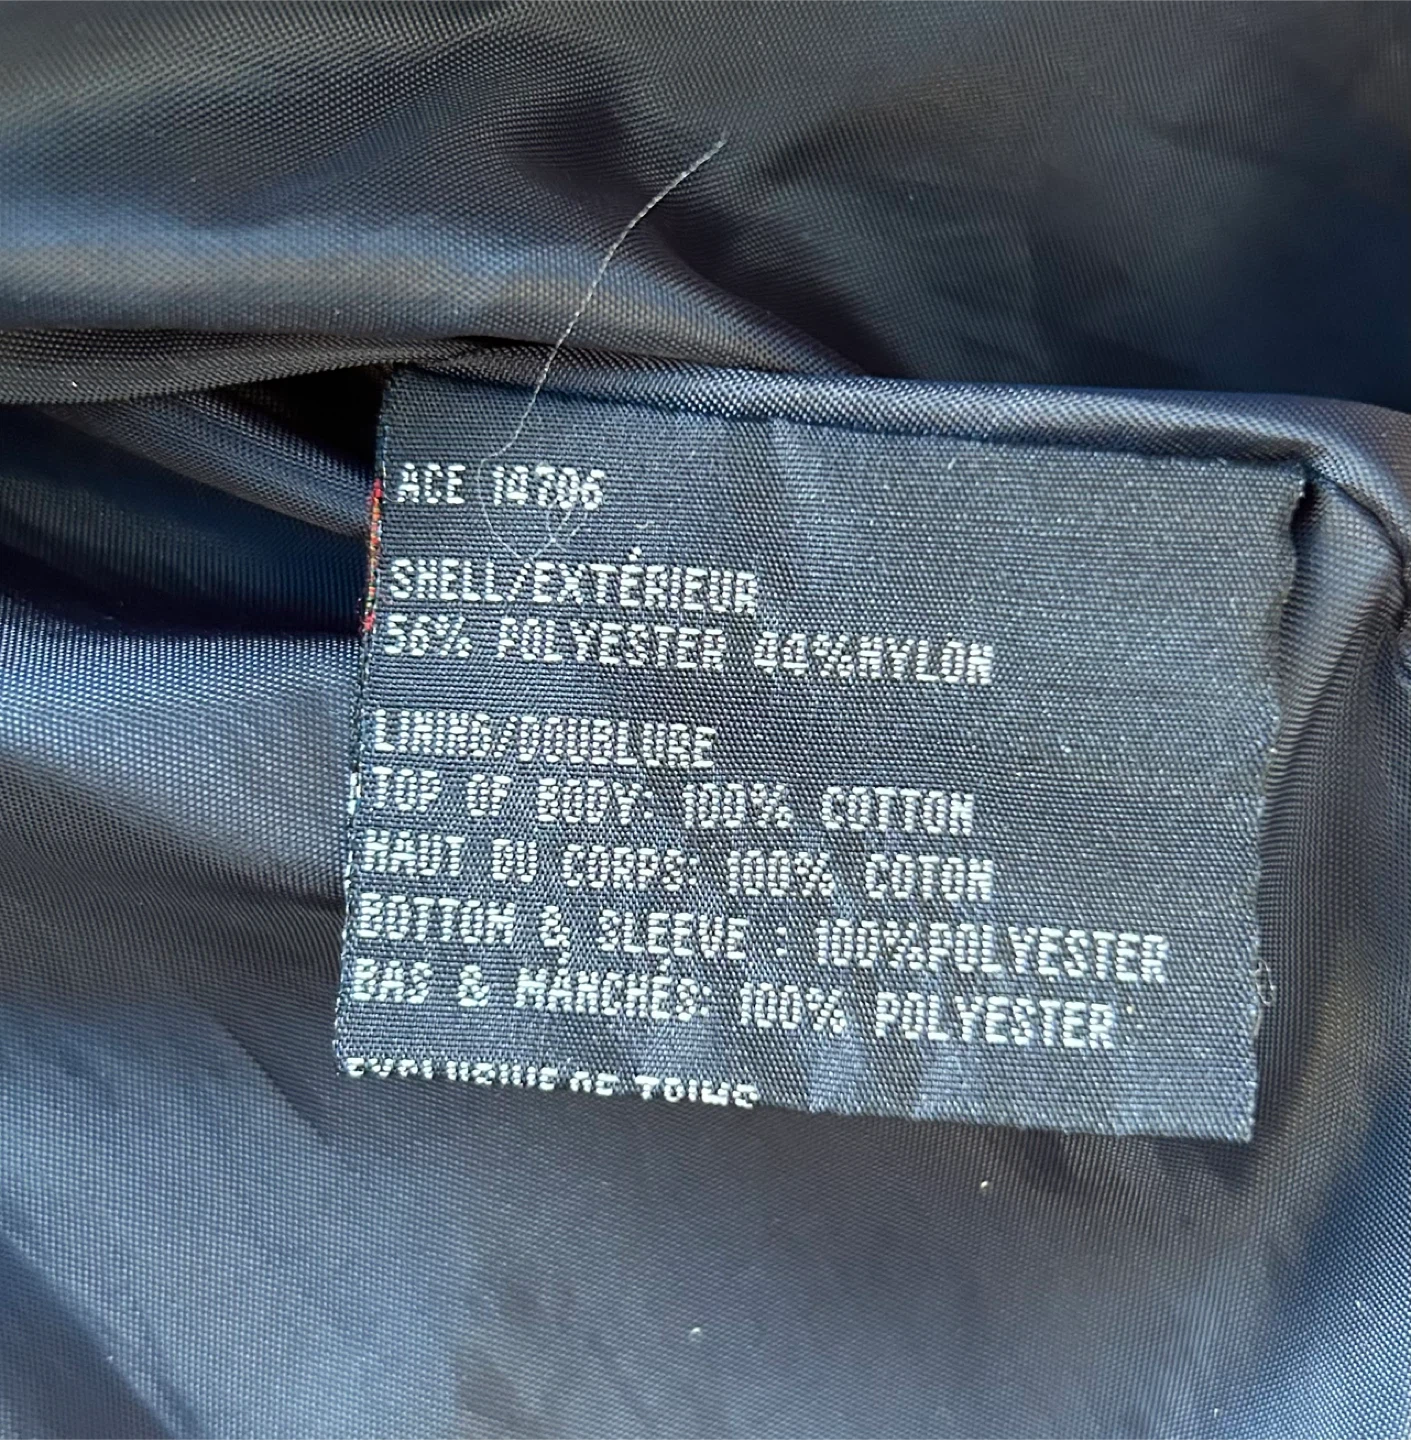 ACE 14706
SHELL/EXTÉRIEUR
56% POLYESTER 44%NYLON
LINING/DOUBLURE
TOP OF BODY: 100% COTTON
HAUT DU CORPS: 100% COTON
BOTTOM & SLEEVE : 100%POLYESTER
BAS & MANCHÉS: 100% POLYESTER